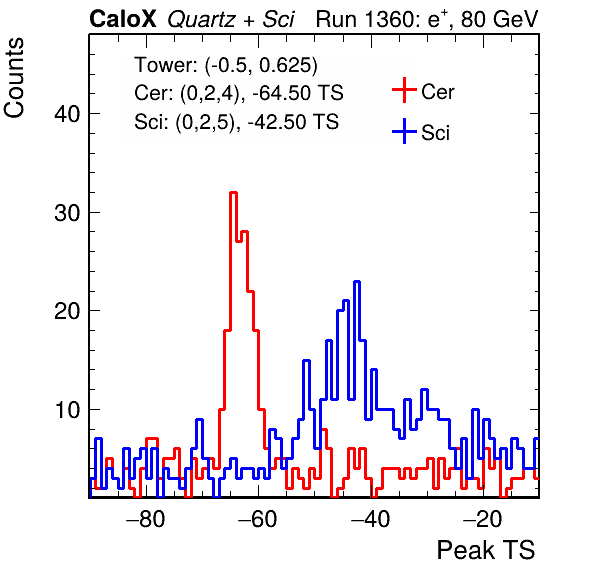 CaloX Quartz + Sci Run 1360: e+, 80 GeV
Counts
Tower: (-0.5, 0.625)
Cer: (0,2,4), -64.50 TS
Sci: (0,2,5), -42.50 TS
Cer
Sci
40
30
20
10
−80 −60 −40 −20
Peak TS